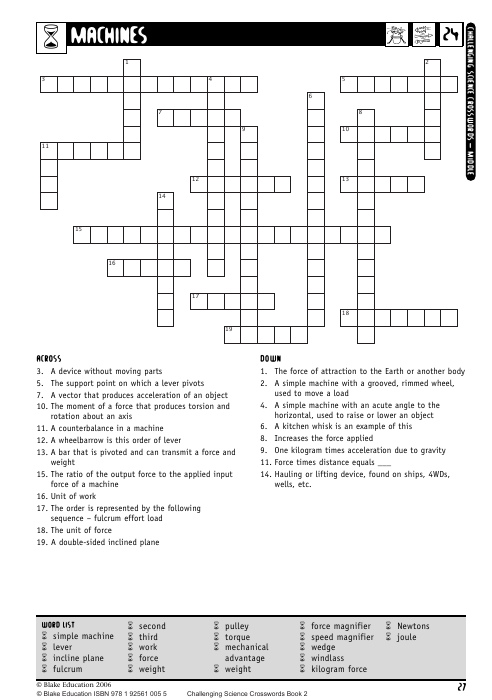 MACHINES
24
CHALLENGING SCIENCE CROSSWORDS – MIDDLE
1
2
3
4
5
6
7
8
9
10
11
12
13
14
15
16
17
18
19
ACROSS
3. A device without moving parts
5. The support point on which a lever pivots
7. A vector that produces acceleration of an object
10. The moment of a force that produces torsion and
rotation about an axis
11. A counterbalance in a machine
12. A wheelbarrow is this order of lever
13. A bar that is pivoted and can transmit a force and
weight
15. The ratio of the output force to the applied input
force of a machine
16. Unit of work
17. The order is represented by the following
sequence – fulcrum effort load
18. The unit of force
19. A double-sided inclined plane
DOWN
1. The force of attraction to the Earth or another body
2. A simple machine with a grooved, rimmed wheel,
used to move a load
4. A simple machine with an acute angle to the
horizontal, used to raise or lower an object
6. A kitchen whisk is an example of this
8. Increases the force applied
9. One kilogram times acceleration due to gravity
11. Force times distance equals ___
14. Hauling or lifting device, found on ships, 4WDs,
wells, etc.
WORD LIST
simple machine
lever
incline plane
fulcrum
second
third
work
force
weight
pulley
torque
mechanical
advantage
weight
force magnifier
speed magnifier
wedge
windlass
kilogram force
Newtons
joule
© Blake Education 2006
27
© Blake Education ISBN 978 1 92561 005 5 Challenging Science Crosswords Book 2